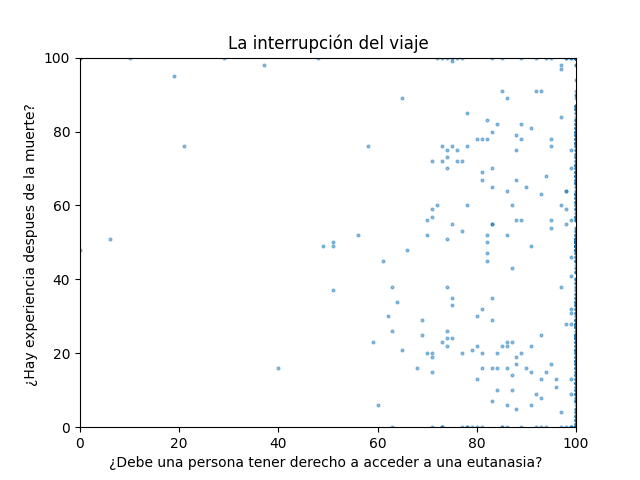 La interrupción del viaje
¿Hay experiencia despues de la muerte?
100
80
60
40
20
0
0 20 40 60 80 100
¿Debe una persona tener derecho a acceder a una eutanasia?